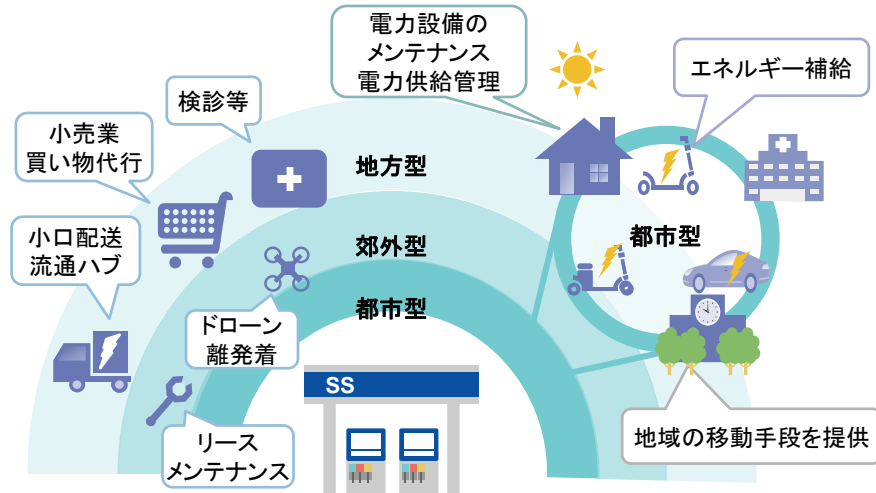 電力設備の
メンテナンス
電力供給管理
エネルギー補給
検診等
小売業
買い物代行
地方型
小口配送
流通ハブ
郊外型
都市型
都市型
ドローン
離発着
SS
リース
メンテナンス
地域の移動手段を提供